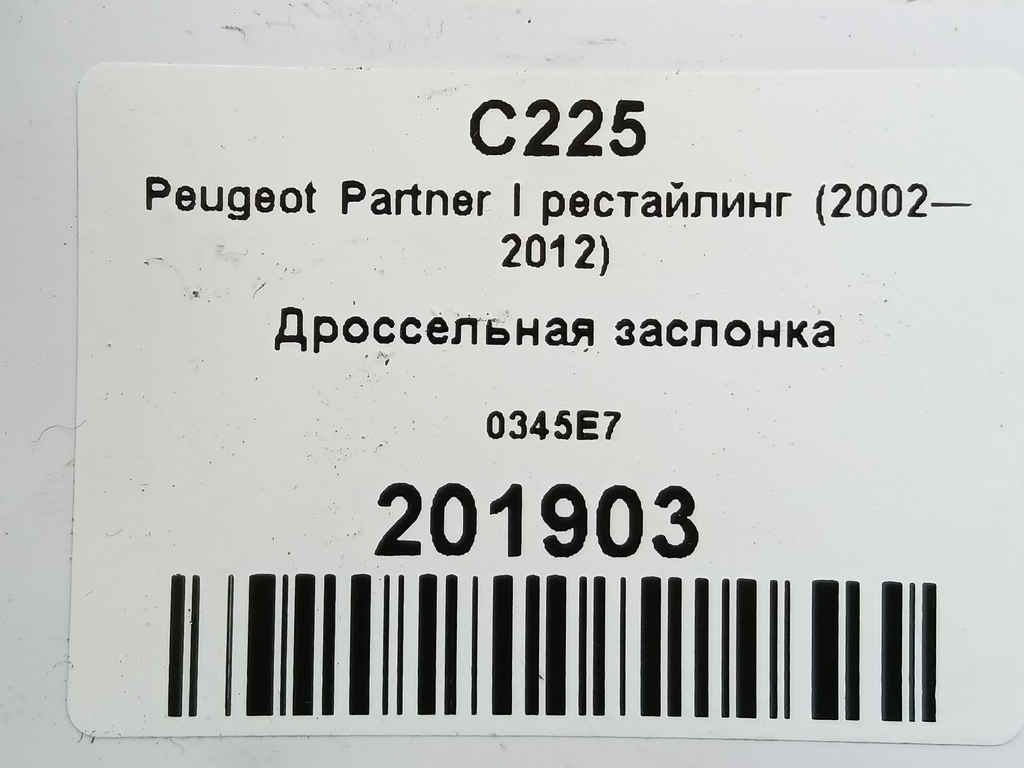 C225
Peugeot Partner I рестайлинг (2002—
2012)
Дроссельная заслонка
0345E7
201903